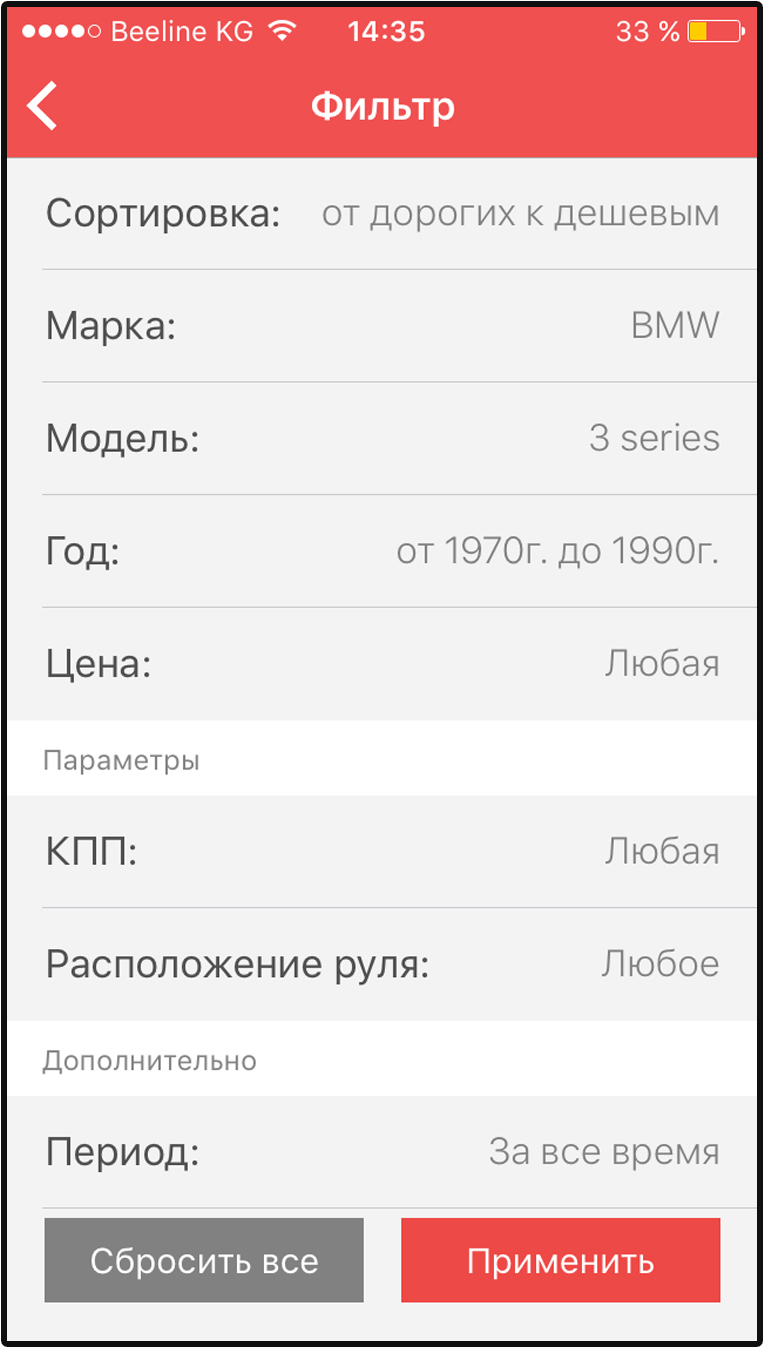 Beeline KG 14:35 33 %
Фильтр
Сортировка: от дорогих к дешевым
Марка: BMW
Модель: 3 series
Год: от 1970г. до 1990г.
Цена: Любая
Параметры
КПП: Любая
Расположение руля: Любое
Дополнительно
Период: За все время
Сбросить все Применить